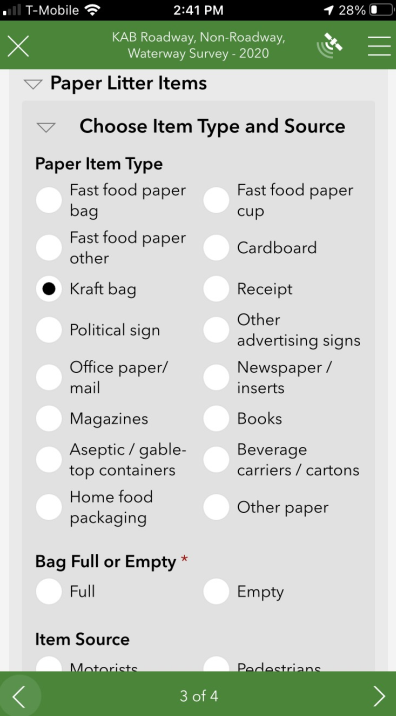 T-Mobile 2:41 PM 28%
KAB Roadway, Non-Roadway,
Waterway Survey - 2020
Paper Litter Items
Choose Item Type and Source
Paper Item Type
Fast food paper
bag
Fast food paper
cup
Fast food paper
other
Cardboard
Kraft bag
Receipt
Political sign
Other
advertising signs
Office paper/
mail
Newspaper /
inserts
Magazines
Books
Aseptic / gable-
top containers
Beverage
carriers / cartons
Home food
packaging
Other paper
Bag Full or Empty *
Full
Empty
Item Source
Motorists
Pedestrians
3 of 4